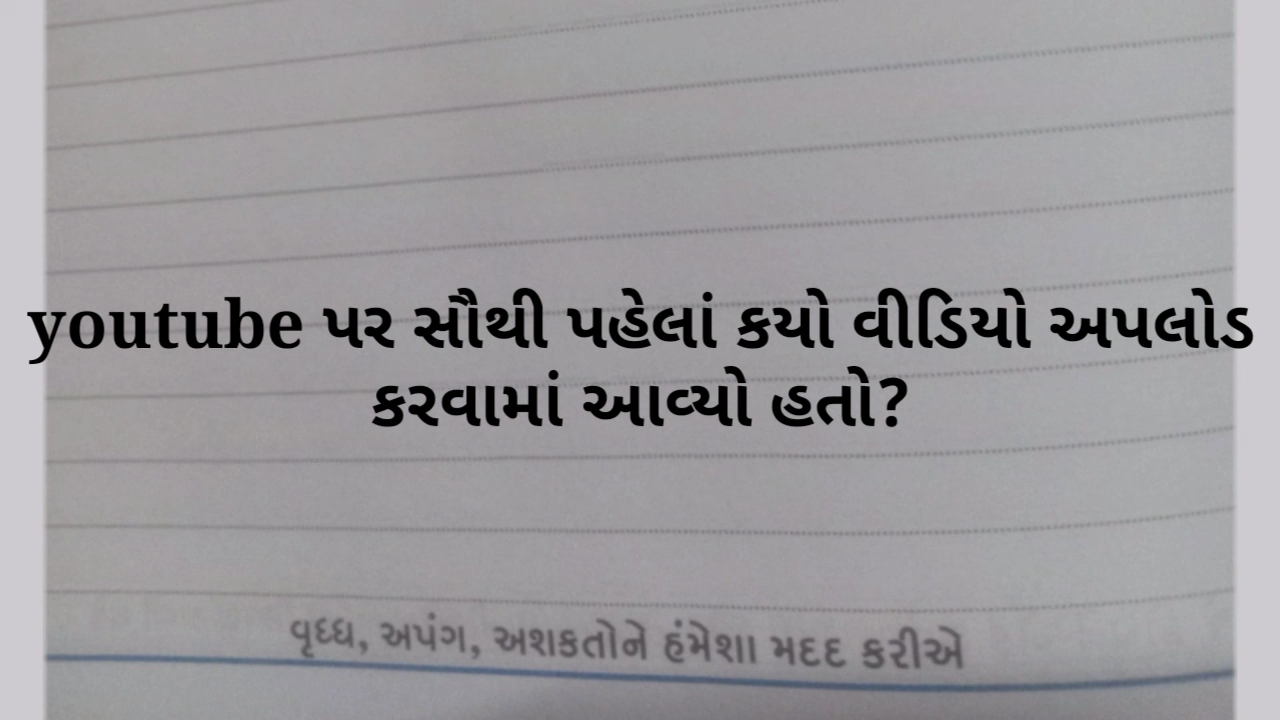 youtube પર સૌથી પહેલાં કયો વીડિયો અપલોડ
કરવામાં આવ્યો હતો?
વૃધ્ધ, અપંગ, અશકતોને હંમેશા મદદ કરીએ